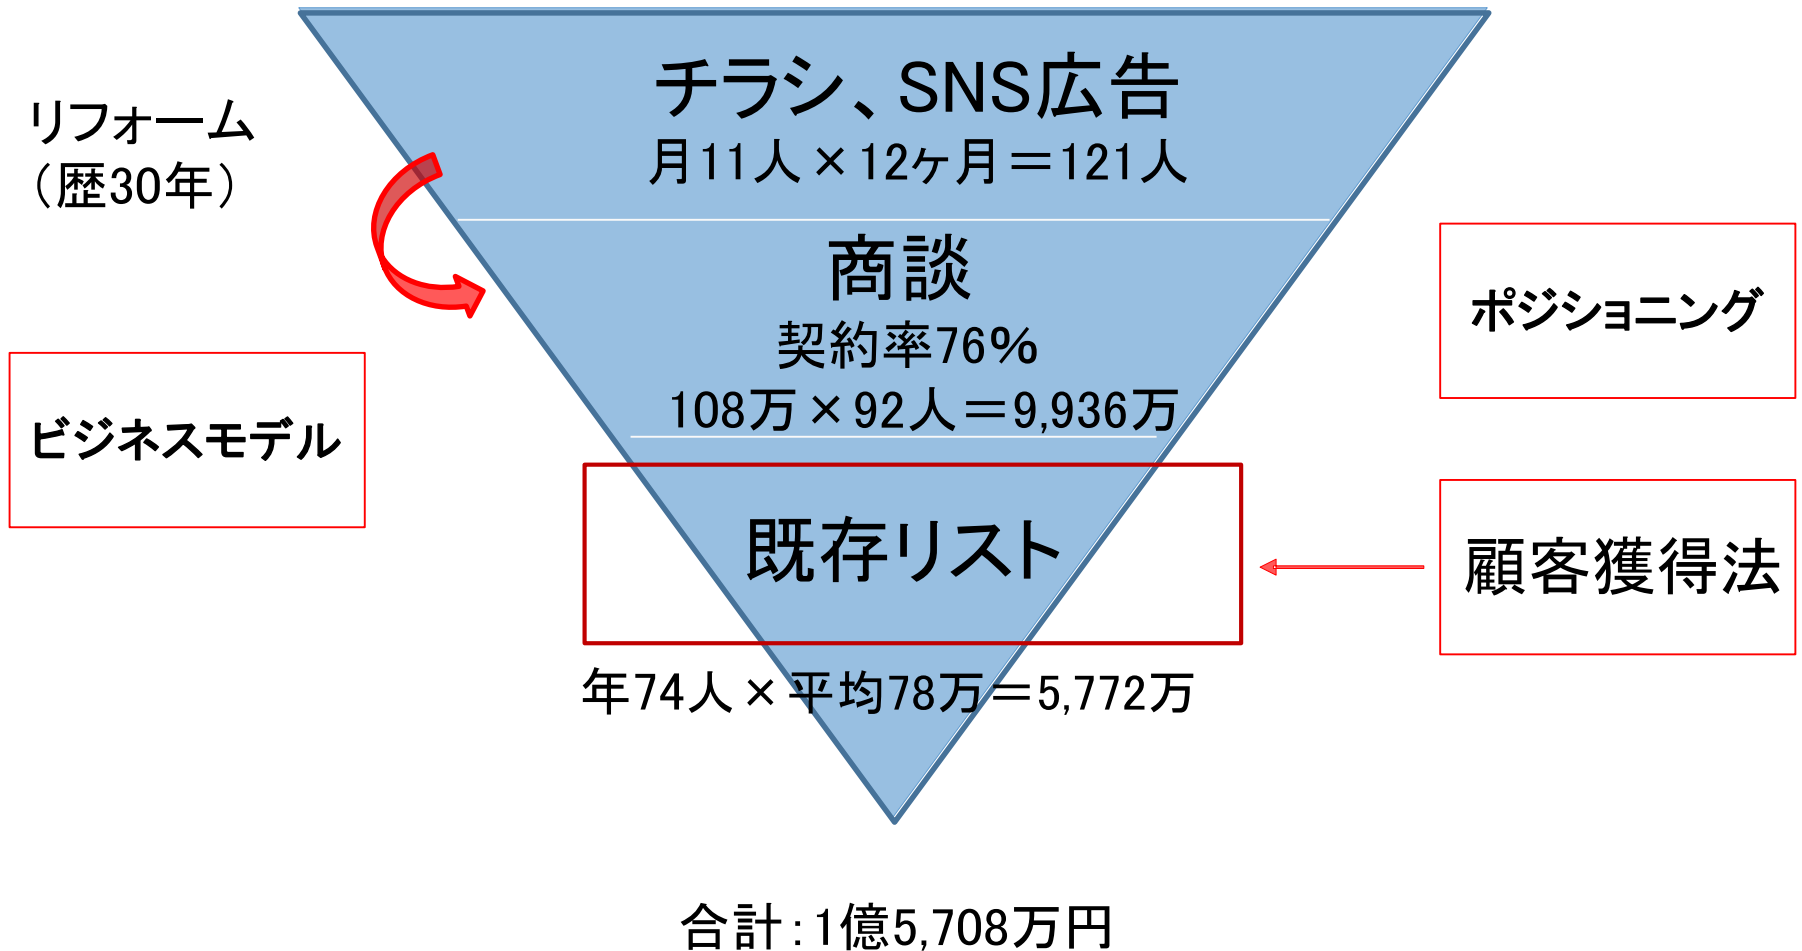 チラシ、SNS広告
月11人×12ヶ月＝121人
リフォーム
（歴30年）
商談
契約率76％
108万×92人＝9,936万
ポジショニング
ビジネスモデル
既存リスト
顧客獲得法
年74人×平均78万＝5,772万
合計：1億5,708万円